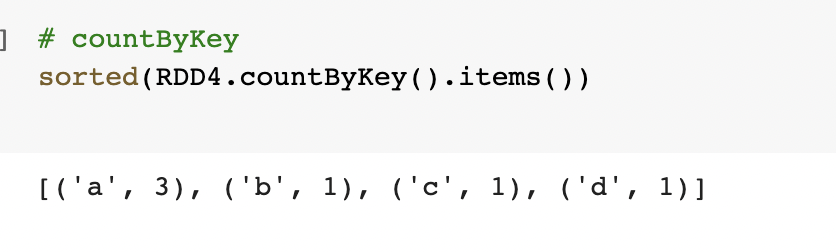 ]
# countByKey
sorted(RDD4.countByKey().items())
[('a', 3), ('b', 1), ('c', 1), ('d', 1)]